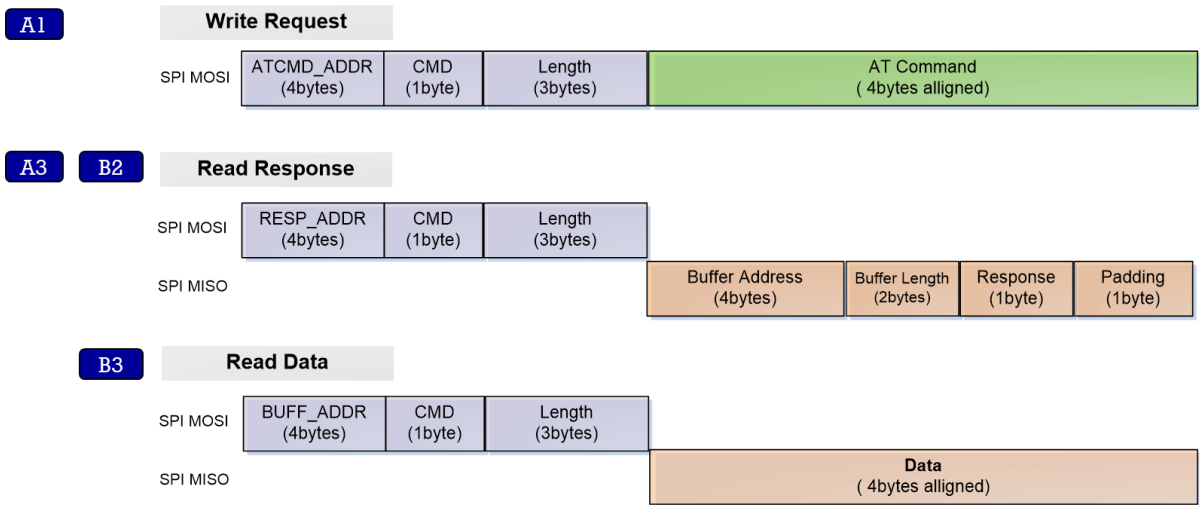 A1
Write Request
SPI MOSI
ATCMD_ADDR
(4bytes)
CMD
(1byte)
Length
(3bytes)
AT Command
( 4bytes alligned)
A3
B2
Read Response
SPI MOSI
RESP_ADDR
(4bytes)
CMD
(1byte)
Length
(3bytes)
SPI MISO
Buffer Address
(4bytes)
Buffer Length
(2bytes)
Response
(1byte)
Padding
(1byte)
B3
Read Data
SPI MOSI
BUFF_ADDR
(4bytes)
CMD
(1byte)
Length
(3bytes)
SPI MISO
Data
( 4bytes alligned)